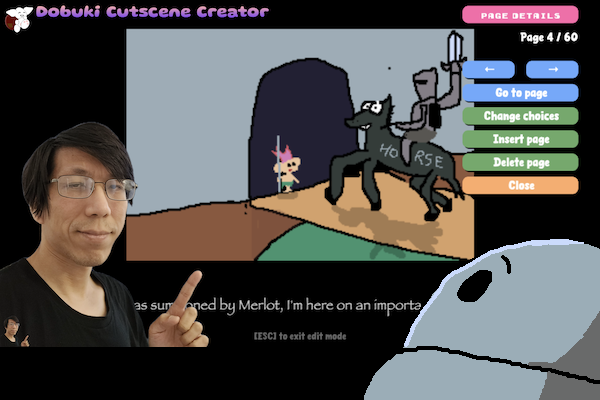 Dobuki Cutscene Creator
PAGE DETAILS
Page 4 / 60
← →
Go to page
Change choices
Insert page
Delete page
Close
HORSE
as summoned by Merlot, I'm here on an importa
[ESC] to exit edit mode